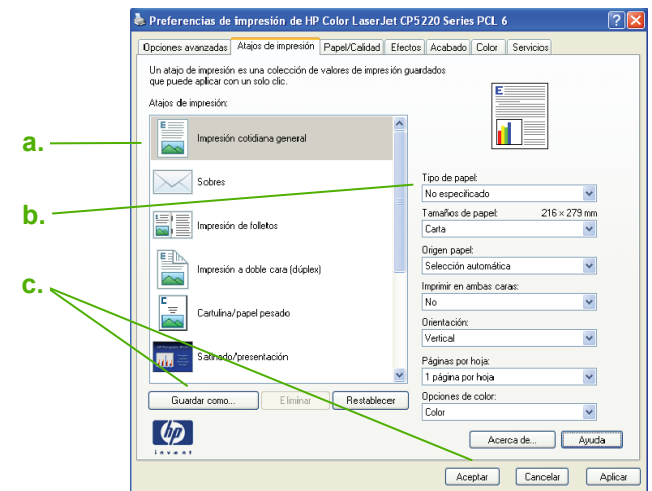 Preferencias de impresión de HP Color LaserJet CP5220 Series PCL 6
Opciones avanzadas Atajos de impresión Papel/Calidad Efectos Acabado Color Servicios
Un atajo de impresión es una colección de valores de impresión guardados
que puede aplicar con un solo clic.
Atajos de impresión:
a.
Impresión cotidiana general
Sobres
b.
Impresión de folletos
Impresión a doble cara (dúplex)
c.
Cartulina/papel pesado
Satinado/presentación
Guardar como...
Eliminar
Restablecer
E
Tipo de papel:
No especificado
Tamaños de papel: 216 × 279 mm
Carta
Origen papel:
Selección automática
Imprimir en ambas caras:
No
Orientación:
Vertical
Páginas por hoja:
1 página por hoja
Opciones de color:
Color
hp
invent
Acerca de...
Ayuda
Aceptar
Cancelar
Aplicar